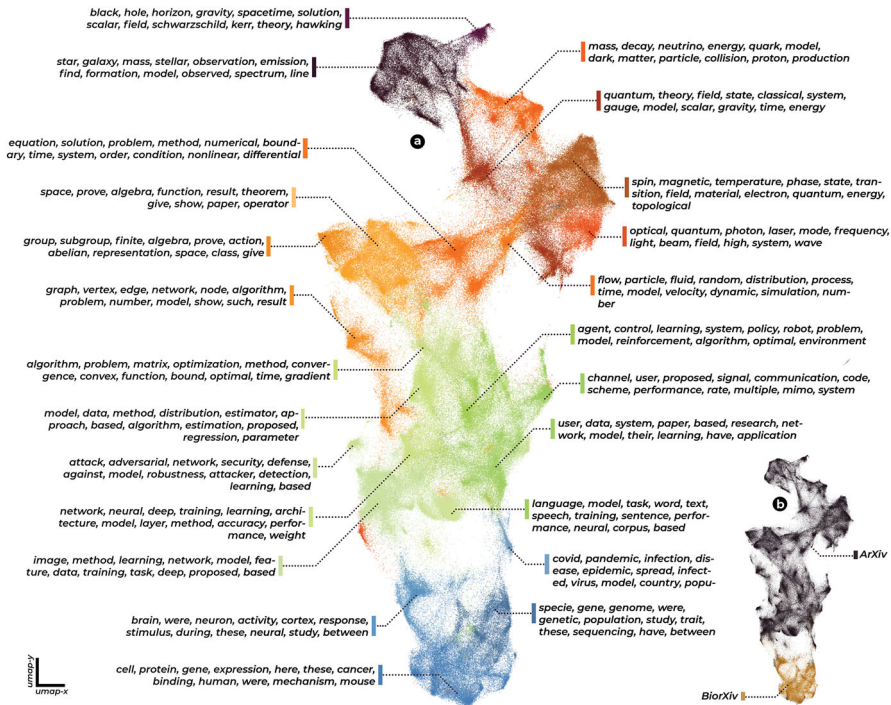 black, hole, horizon, gravity, spacetime, solution,
scalar, field, schwarzschild, kerr, theory, hawking
star, galaxy, mass, stellar, observation, emission,
find, formation, model, observed, spectrum, line
mass, decay, neutrino, energy, quark, model,
dark, matter, particle, collision, proton, production
quantum, theory, field, state, classical, system,
gauge, model, scalar, gravity, time, energy
a
equation, solution, problem, method, numerical, bound-
ary, time, system, order, condition, nonlinear, differential
space, prove, algebra, function, result, theorem,
give, show, paper, operator
spin, magnetic, temperature, phase, state, tran-
sition, field, material, electron, quantum, energy,
topological
group, subgroup, finite, algebra, prove, action,
abelian, representation, space, class, give
optical, quantum, photon, laser, mode, frequency,
light, beam, field, high, system, wave
graph, vertex, edge, network, node, algorithm,
problem, number, model, show, such, result
flow, particle, fluid, random, distribution, process,
time, model, velocity, dynamic, simulation, num-
ber
agent, control, learning, system, policy, robot, problem,
model, reinforcement, algorithm, optimal, environment
algorithm, problem, matrix, optimization, method, conver-
gence, convex, function, bound, optimal, time, gradient
channel, user, proposed, signal, communication, code,
scheme, performance, rate, multiple, mimo, system
model, data, method, distribution, estimator, ap-
proach, based, algorithm, estimation, proposed,
regression, parameter
user, data, system, paper, based, research, net-
work, model, their, learning, have, application
attack, adversarial, network, security, defense,
against, model, robustness, attacker, detection,
learning, based
network, neural, deep, training, learning, archi-
tecture, model, layer, method, accuracy, perfor-
mance, weight
language, model, task, word, text,
speech, training, sentence, perfor-
mance, neural, corpus, based
b
ArXiv
image, method, learning, network, model, fea-
ture, data, training, task, deep, proposed, based
covid, pandemic, infection, dis-
ease, epidemic, spread, infect-
ed, virus, model, country, popu-
brain, were, neuron, activity, cortex, response,
stimulus, during, these, neural, study, between
specie, gene, genome, were,
genetic, population, study, trait,
these, sequencing, have, between
cell, protein, gene, expression, here, these, cancer,
binding, human, were, mechanism, mouse
BiorXiv
umap-y
umap-x